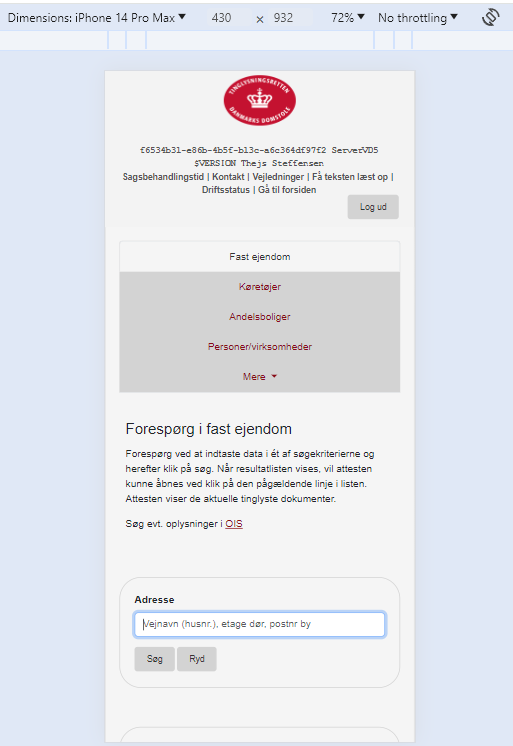 Dimensions: iPhone 14 Pro Max ▼ 430 × 932 72% ▼ No throttling ▼
TINGLYSNINGSRETTEN
DANMARKS DOMSTOLE
f6534b31-e86b-4b5f-b13c-a6c364df97f2 ServerVD5
$VERSION Thejs Steffensen
Sagsbehandlingstid | Kontakt | Vejledninger | Få teksten læst op |
Driftsstatus | Gå til forsiden
Log ud
Fast ejendom
Køretøjer
Andelsboliger
Personer/virksomheder
Mere
Forespørg i fast ejendom
Forespørg ved at indtaste data i ét af søgekriterierne og
herefter klik på søg. Når resultatlisten vises, vil attesten
kunne åbnes ved klik på den pågældende linje i listen.
Attesten viser de aktuelle tinglyste dokumenter.
Søg evt. oplysninger i OIS
Adresse
Vejnavn (husnr.), etage dør, postnr by
Søg Ryd